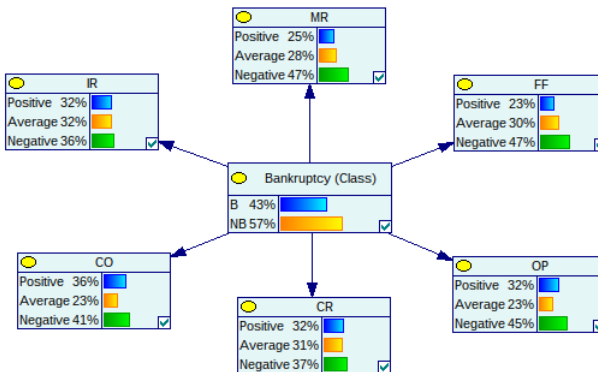 MR
Positive 25%
Average 28%
Negative 47%
IR
Positive 32%
Average 32%
Negative 36%
FF
Positive 23%
Average 30%
Negative 47%
Bankruptcy (Class)
B 43%
NB 57%
CO
Positive 36%
Average 23%
Negative 41%
CR
Positive 32%
Average 31%
Negative 37%
OP
Positive 32%
Average 23%
Negative 45%